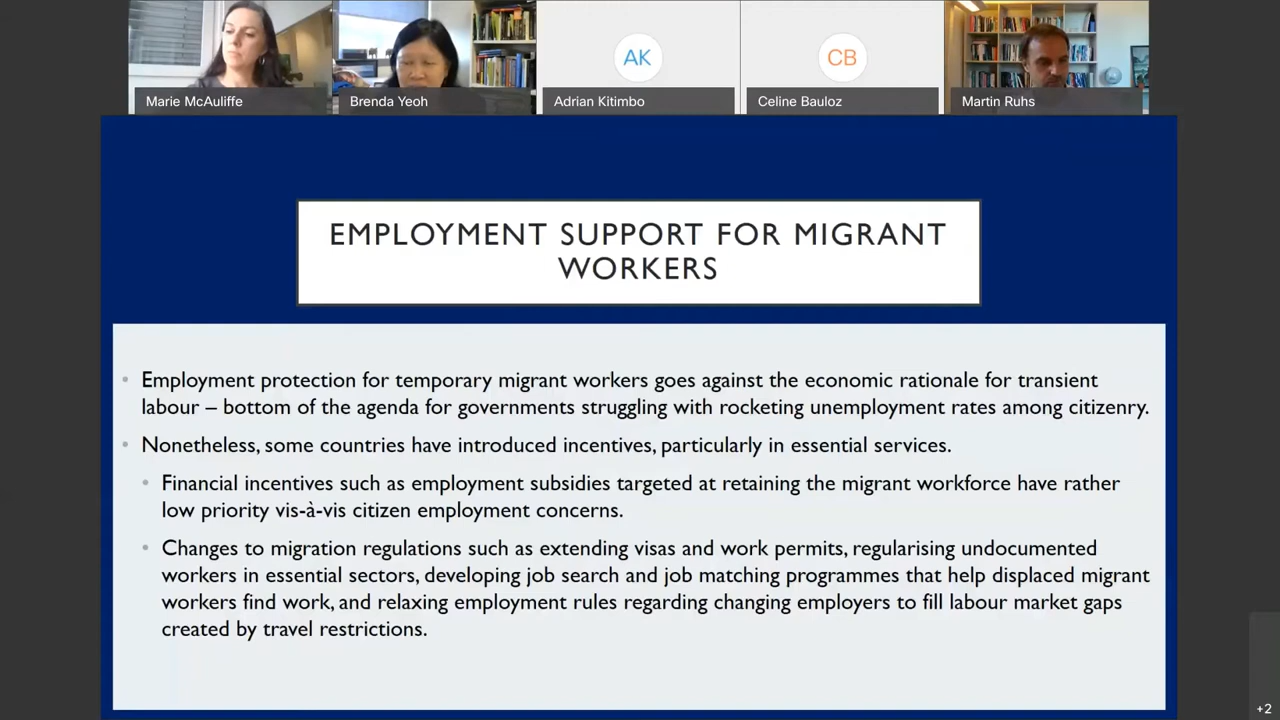 Marie McAuliffe
Brenda Yeoh
AK
Adrian Kitimbo
CB
Celine Bauloz
Martin Ruhs
EMPLOYMENT SUPPORT FOR MIGRANT
WORKERS
• Employment protection for temporary migrant workers goes against the economic rationale for transient
labour – bottom of the agenda for governments struggling with rocketing unemployment rates among citizenry.
• Nonetheless, some countries have introduced incentives, particularly in essential services.
• Financial incentives such as employment subsidies targeted at retaining the migrant workforce have rather
low priority vis-à-vis citizen employment concerns.
• Changes to migration regulations such as extending visas and work permits, regularising undocumented
workers in essential sectors, developing job search and job matching programmes that help displaced migrant
workers find work, and relaxing employment rules regarding changing employers to fill labour market gaps
created by travel restrictions.
+2